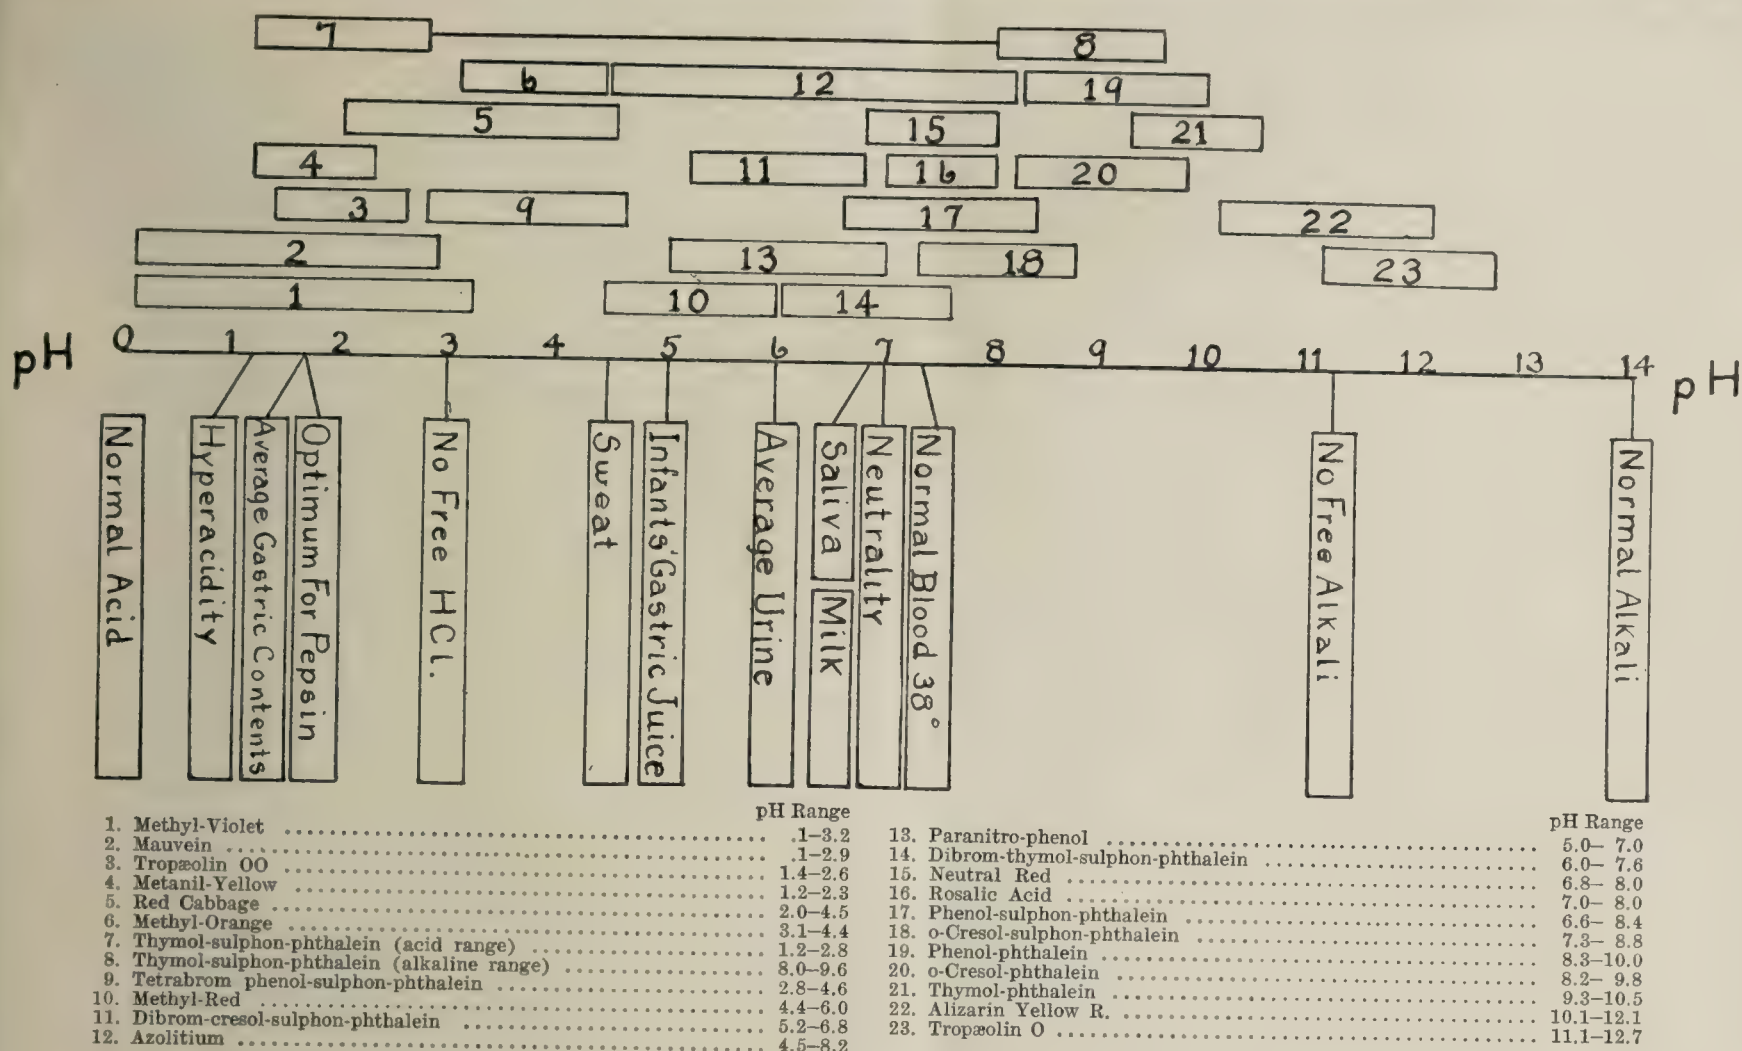 7 8
6 12 19
5 15 21
4 11 16 20
3 9 17 22
2 13 18 23
1 10 14
pH 0 1 2 3 4 5 6 7 8 9 10 11 12 13 14 pH
Normal Acid
Hyperacidity
Average Gastric Contents
Optimum For Pepsin
No Free HCl.
Sweat
Infants' Gastric Juice
Average Urine
Saliva
Milk
Neutrality
Normal Blood 38°
No Free Alkali
Normal Alkali
pH Range
1. Methyl-Violet .1–3.2
2. Mauvein .1–2.9
3. Tropæolin OO 1.4–2.6
4. Metanil-Yellow 1.2–2.3
5. Red Cabbage 2.0–4.5
6. Methyl-Orange 3.1–4.4
7. Thymol-sulphon-phthalein (acid range) 1.2–2.8
8. Thymol-sulphon-phthalein (alkaline range) 8.0–9.6
9. Tetrabrom phenol-sulphon-phthalein 2.8–4.6
10. Methyl-Red 4.4–6.0
11. Dibrom-cresol-sulphon-phthalein 5.2–6.8
12. Azolitium 4.5–8.2
pH Range
13. Paranitro-phenol 5.0– 7.0
14. Dibrom-thymol-sulphon-phthalein 6.0– 7.6
15. Neutral Red 6.8– 8.0
16. Rosalic Acid 7.0– 8.0
17. Phenol-sulphon-phthalein 6.6– 8.4
18. o-Cresol-sulphon-phthalein 7.3– 8.8
19. Phenol-phthalein 8.3–10.0
20. o-Cresol-phthalein 8.2– 9.8
21. Thymol-phthalein 9.3–10.5
22. Alizarin Yellow R. 10.1–12.1
23. Tropæolin O 11.1–12.7